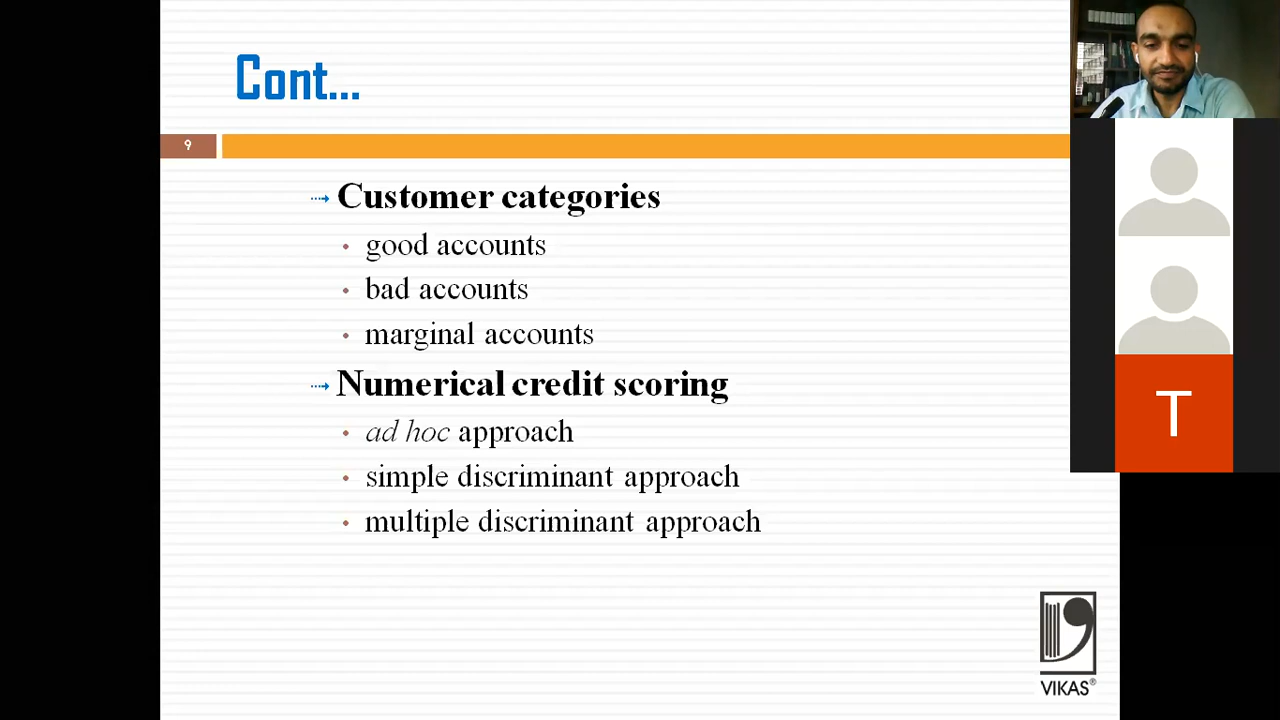 Cont...
9
Customer categories
good accounts
bad accounts
marginal accounts
Numerical credit scoring
ad hoc approach
simple discriminant approach
multiple discriminant approach
T
VIKAS®